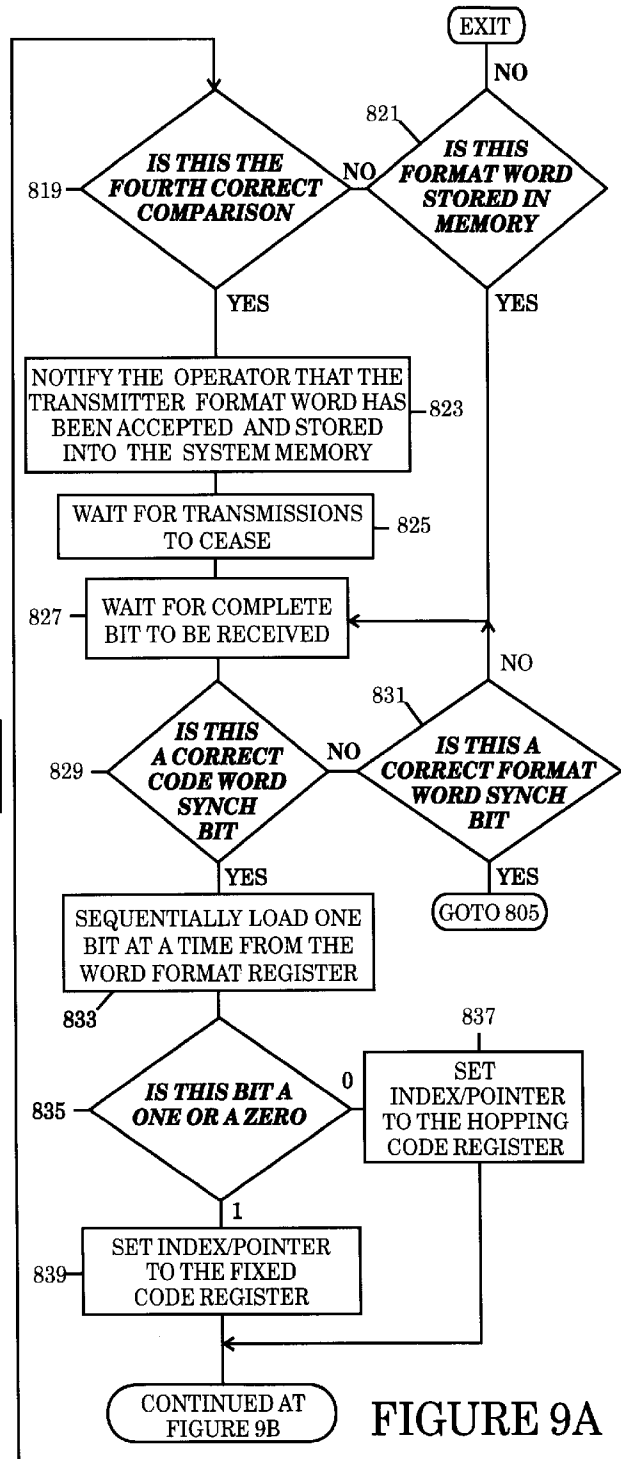 EXIT
NO
821
IS THIS
FORMAT WORD
STORED IN
MEMORY
YES
819
IS THIS THE
FOURTH CORRECT
COMPARISON
NO
YES
NOTIFY THE OPERATOR THAT THE
TRANSMITTER FORMAT WORD HAS
BEEN ACCEPTED AND STORED
INTO THE SYSTEM MEMORY
823
WAIT FOR TRANSMISSIONS
TO CEASE
825
827
WAIT FOR COMPLETE
BIT TO BE RECEIVED
829
IS THIS
A CORRECT
CODE WORD
SYNCH
BIT
NO
YES
831
NO
IS THIS A
CORRECT FORMAT
WORD SYNCH
BIT
YES
GOTO 805
SEQUENTIALLY LOAD ONE
BIT AT A TIME FROM THE
WORD FORMAT REGISTER
833
835
IS THIS BIT A
ONE OR A ZERO
0
1
837
SET
INDEX/POINTER
TO THE HOPPING
CODE REGISTER
839
SET INDEX/POINTER
TO THE FIXED
CODE REGISTER
CONTINUED AT
FIGURE 9B
FIGURE 9A